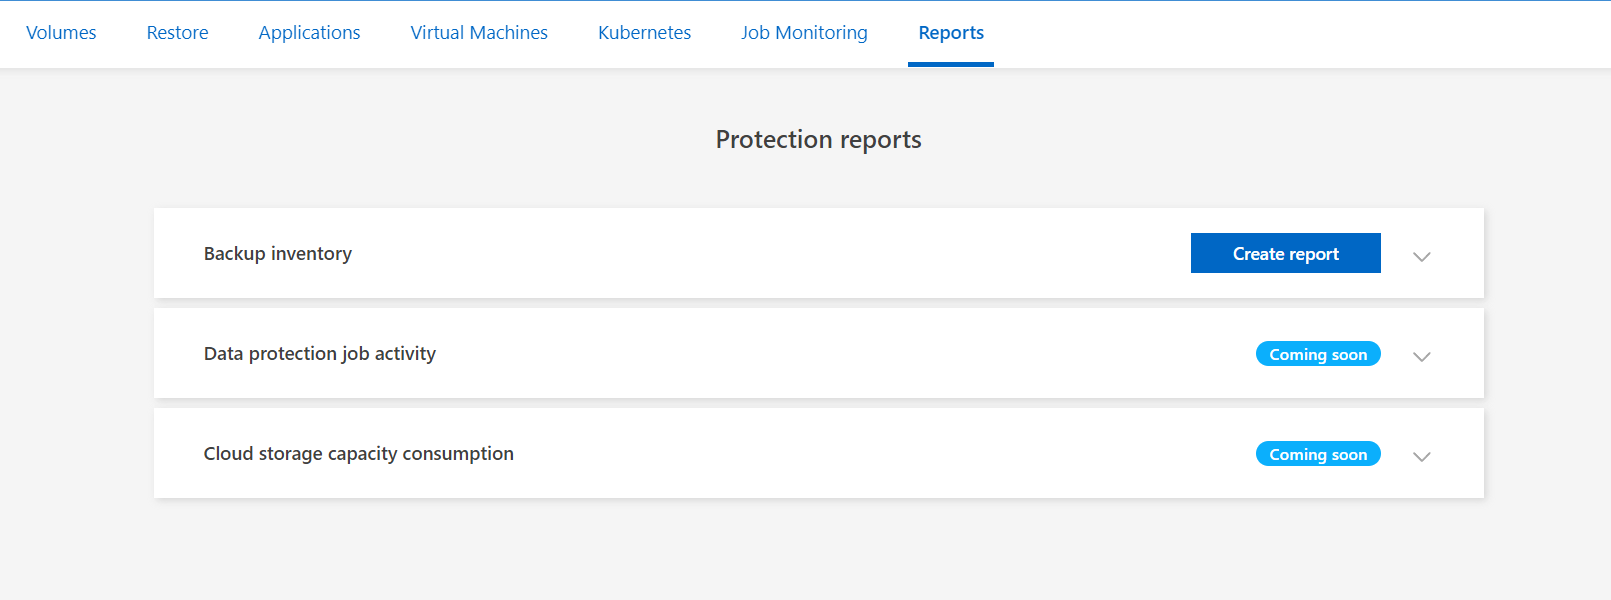 Volumes Restore Applications Virtual Machines Kubernetes Job Monitoring Reports
Protection reports
Backup inventory Create report
Data protection job activity Coming soon
Cloud storage capacity consumption Coming soon